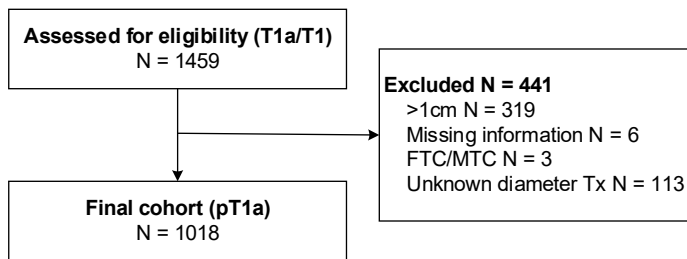 Assessed for eligibility (T1a/T1)
N = 1459
Excluded N = 441
>1cm N = 319
Missing information N = 6
FTC/MTC N = 3
Unknown diameter Tx N = 113
Final cohort (pT1a)
N = 1018